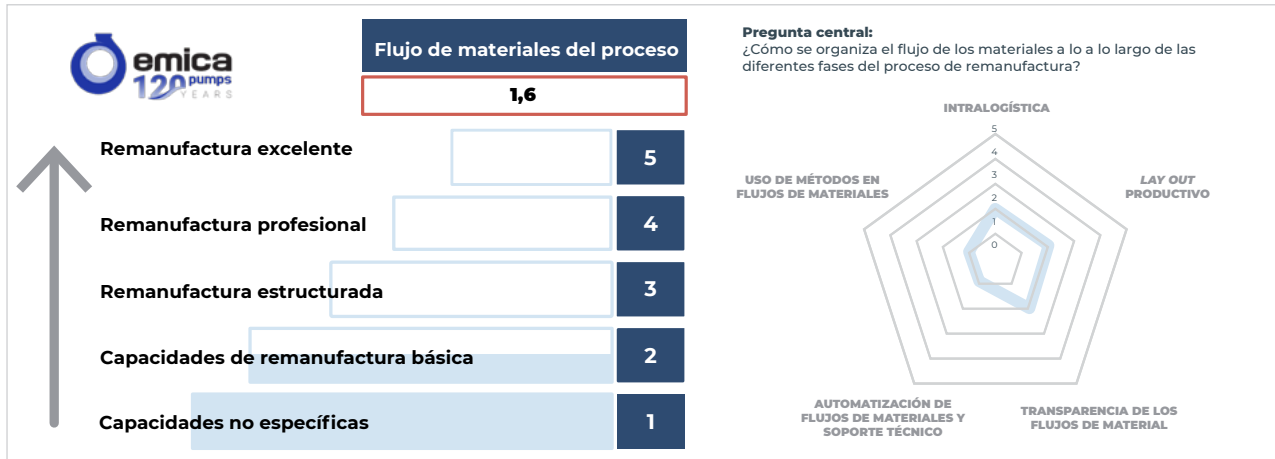 emica
pumps
120
YEARS
Flujo de materiales del proceso
1,6
Remanufactura excelente
5
Remanufactura profesional
4
Remanufactura estructurada
3
Capacidades de remanufactura básica
2
Capacidades no específicas
1
Pregunta central:
¿Cómo se organiza el flujo de los materiales a lo a lo largo de las
diferentes fases del proceso de remanufactura?
INTRALOGÍSTICA
5
4
3
2
1
0
USO DE MÉTODOS EN
FLUJOS DE MATERIALES
LAY OUT
PRODUCTIVO
AUTOMATIZACIÓN DE
FLUJOS DE MATERIALES Y
SOPORTE TÉCNICO
TRANSPARENCIA DE LOS
FLUJOS DE MATERIAL